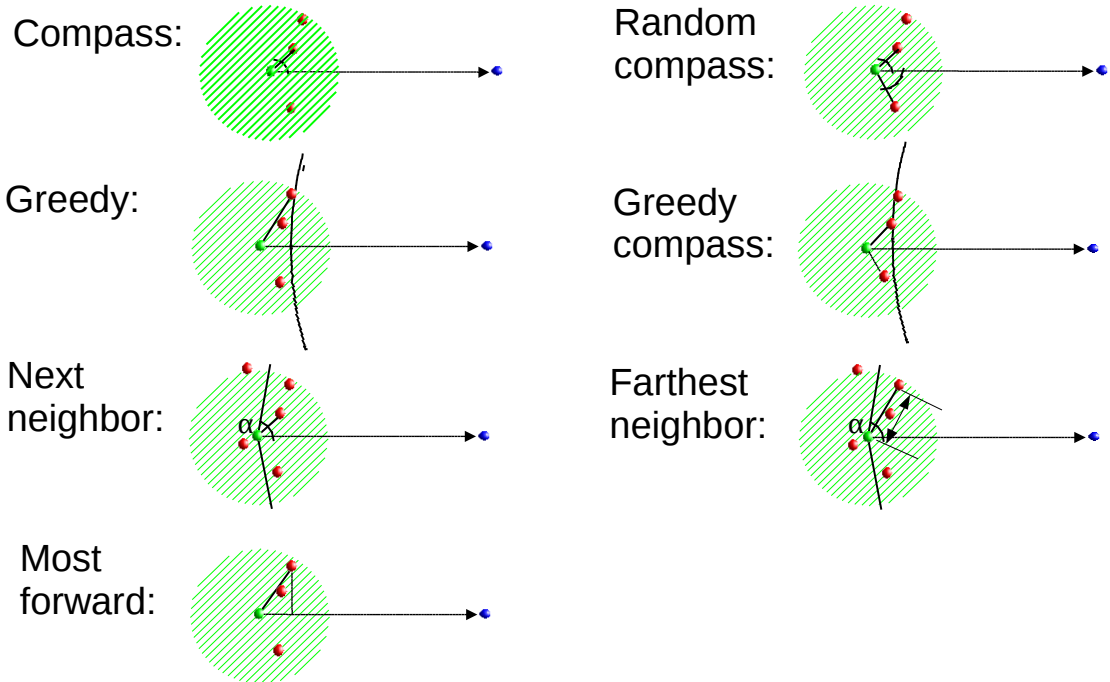 Compass:
Random
compass:
Greedy:
Greedy
compass:
Next
neighbor:
α
Farthest
neighbor:
α
Most
forward: